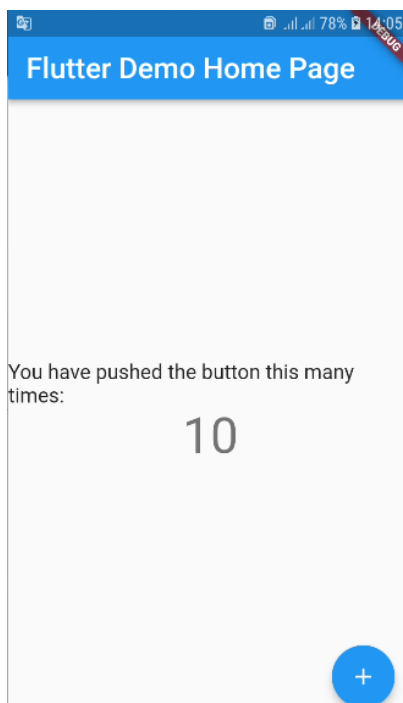 78% 14:05
DEBUG
Flutter Demo Home Page
You have pushed the button this many
times:
10
+